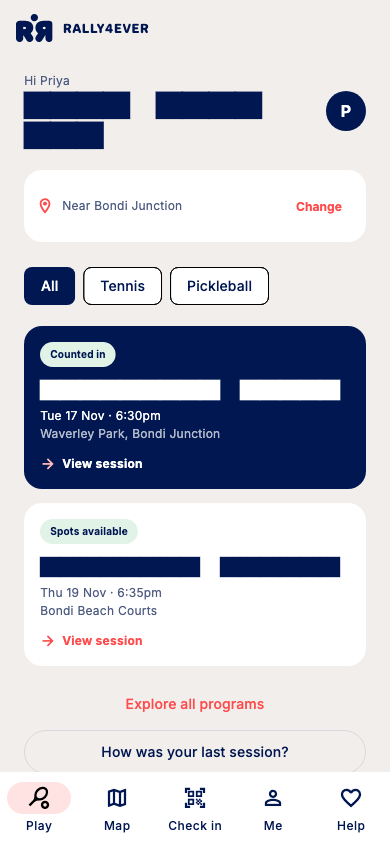 RALLY4EVER
Hi Priya
P
Near Bondi Junction
Change
All
Tennis
Pickleball
Counted in
Tue 17 Nov · 6:30pm
Waverley Park, Bondi Junction
→ View session
Spots available
Thu 19 Nov · 6:35pm
Bondi Beach Courts
→ View session
Explore all programs
How was your last session?
Play
Map
Check in
Me
Help